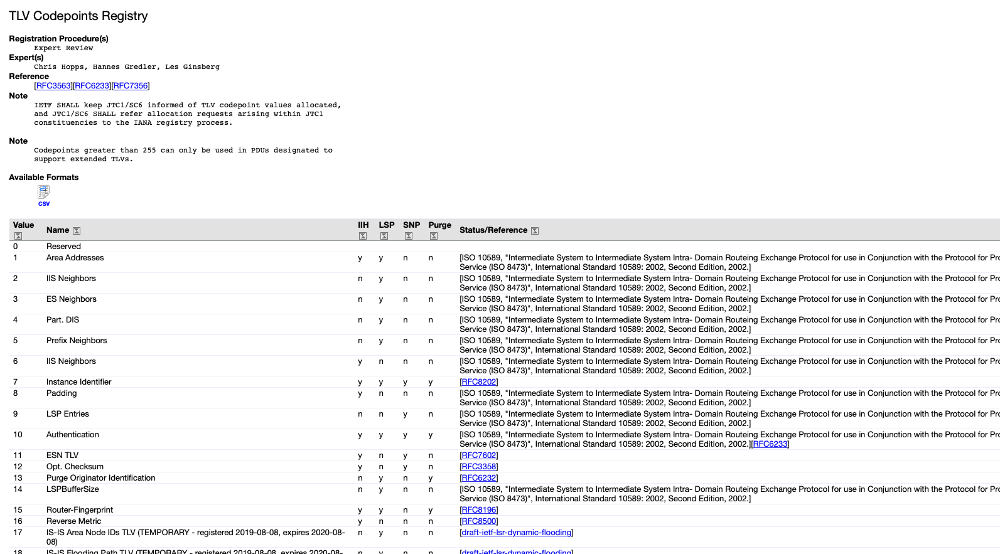 TLV Codepoints Registry
Registration Procedure(s)
Expert Review
Expert(s)
Chris Hopps, Hannes Gredler, Les Ginsberg
Reference
[RFC3563][RFC6233][RFC7356]
Note
IETF SHALL keep JTC1/SC6 informed of TLV codepoint values allocated,
and JTC1/SC6 SHALL refer allocation requests arising within JTC1
constituencies to the IANA registry process.
Note
Codepoints greater than 255 can only be used in PDUs designated to
support extended TLVs.
Available Formats
CSV
Value Name IIH LSP SNP Purge Status/Reference
0 Reserved
1 Area Addresses y y n n [ISO 10589, "Intermediate System to Intermediate System Intra- Domain Routeing Exchange Protocol for use in Conjunction with the Protocol for Pro
Service (ISO 8473)", International Standard 10589: 2002, Second Edition, 2002.]
2 IIS Neighbors n y n n [ISO 10589, "Intermediate System to Intermediate System Intra- Domain Routeing Exchange Protocol for use in Conjunction with the Protocol for Pro
Service (ISO 8473)", International Standard 10589: 2002, Second Edition, 2002.]
3 ES Neighbors n y n n [ISO 10589, "Intermediate System to Intermediate System Intra- Domain Routeing Exchange Protocol for use in Conjunction with the Protocol for Pro
Service (ISO 8473)", International Standard 10589: 2002, Second Edition, 2002.]
4 Part. DIS n y n n [ISO 10589, "Intermediate System to Intermediate System Intra- Domain Routeing Exchange Protocol for use in Conjunction with the Protocol for Pro
Service (ISO 8473)", International Standard 10589: 2002, Second Edition, 2002.]
5 Prefix Neighbors n y n n [ISO 10589, "Intermediate System to Intermediate System Intra- Domain Routeing Exchange Protocol for use in Conjunction with the Protocol for Pro
Service (ISO 8473)", International Standard 10589: 2002, Second Edition, 2002.]
6 IIS Neighbors y n n n [ISO 10589, "Intermediate System to Intermediate System Intra- Domain Routeing Exchange Protocol for use in Conjunction with the Protocol for Pro
Service (ISO 8473)", International Standard 10589: 2002, Second Edition, 2002.]
7 Instance Identifier y y y y [RFC8202]
8 Padding y n n n [ISO 10589, "Intermediate System to Intermediate System Intra- Domain Routeing Exchange Protocol for use in Conjunction with the Protocol for Pro
Service (ISO 8473)", International Standard 10589: 2002, Second Edition, 2002.]
9 LSP Entries n n y n [ISO 10589, "Intermediate System to Intermediate System Intra- Domain Routeing Exchange Protocol for use in Conjunction with the Protocol for Pro
Service (ISO 8473)", International Standard 10589: 2002, Second Edition, 2002.]
10 Authentication y y y y [ISO 10589, "Intermediate System to Intermediate System Intra- Domain Routeing Exchange Protocol for use in Conjunction with the Protocol for Pro
Service (ISO 8473)", International Standard 10589: 2002, Second Edition, 2002.][RFC6233]
11 ESN TLV y n y n [RFC7602]
12 Opt. Checksum y n y n [RFC3358]
13 Purge Originator Identification n y n y [RFC6232]
14 LSPBufferSize n y n n [ISO 10589, "Intermediate System to Intermediate System Intra- Domain Routeing Exchange Protocol for use in Conjunction with the Protocol for Pro
Service (ISO 8473)", International Standard 10589: 2002, Second Edition, 2002.]
15 Router-Fingerprint y y n y [RFC8196]
16 Reverse Metric y n n n [RFC8500]
17 IS-IS Area Node IDs TLV (TEMPORARY - registered 2019-08-08, expires 2020-08- n y n n [draft-ietf-lsr-dynamic-flooding]
08)
18 IS-IS Flooding Path TLV (TEMPORARY - registered 2019-08-08, expires 2020-08- n y n n [draft-ietf-lsr-dynamic-flooding]